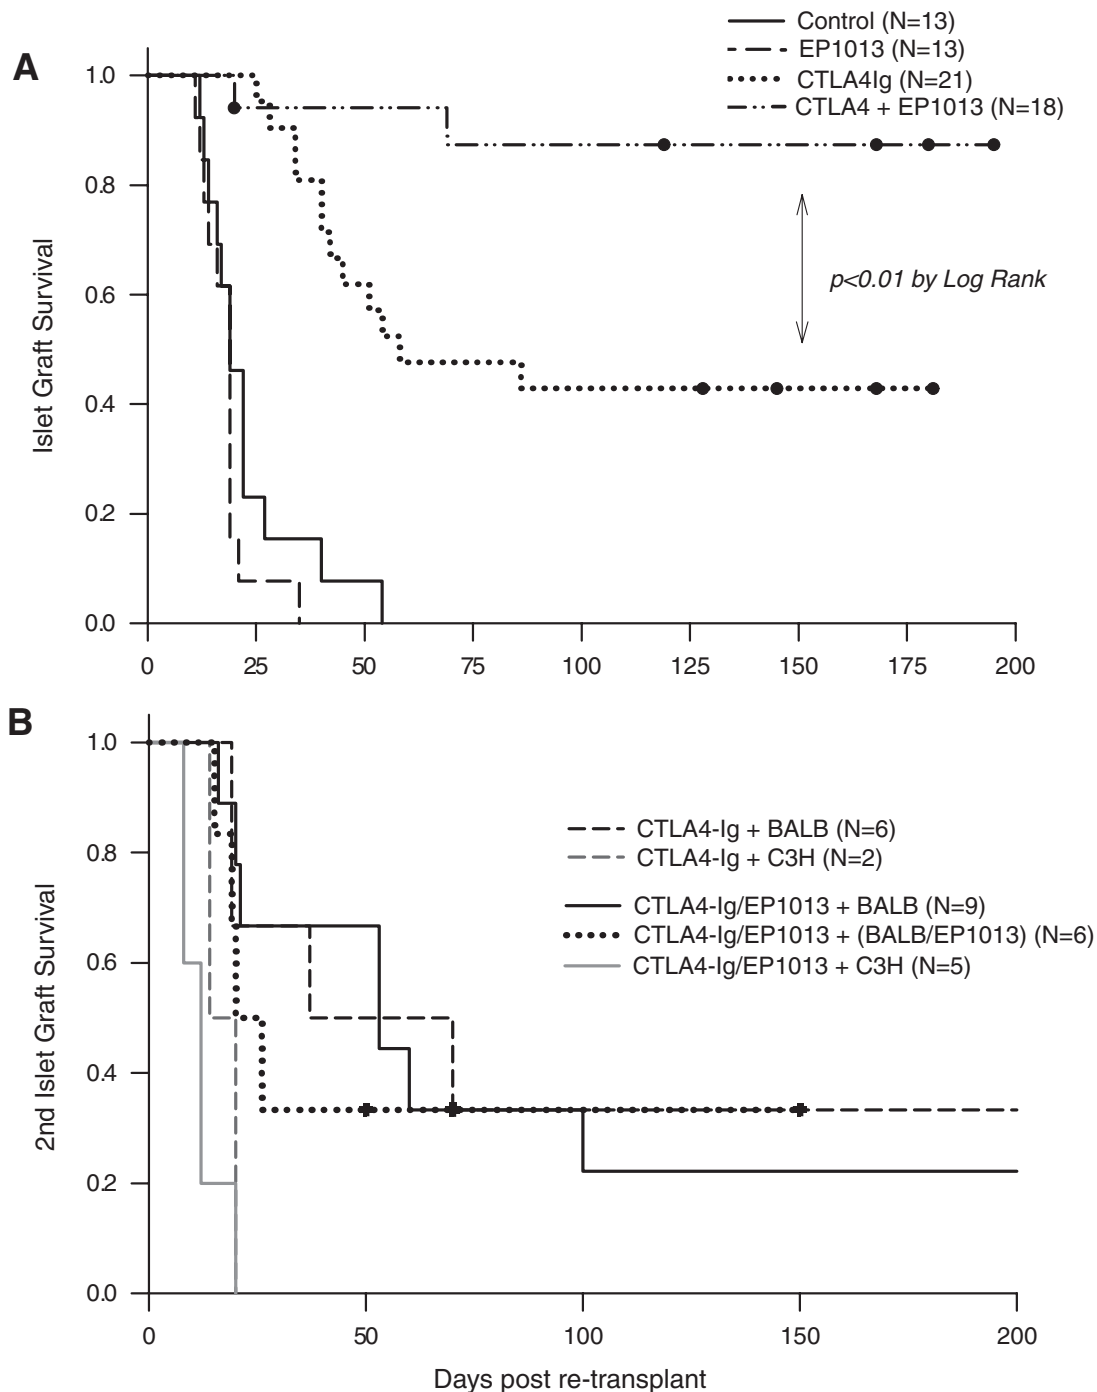 A
Control (N=13)
EP1013 (N=13)
CTLA4Ig (N=21)
CTLA4 + EP1013 (N=18)
1.0
0.8
0.6
0.4
0.2
0.0
Islet Graft Survival
p<0.01 by Log Rank
0 25 50 75 100 125 150 175 200
B
1.0
0.8
0.6
0.4
0.2
0.0
2nd Islet Graft Survival
CTLA4-Ig + BALB (N=6)
CTLA4-Ig + C3H (N=2)
CTLA4-Ig/EP1013 + BALB (N=9)
CTLA4-Ig/EP1013 + (BALB/EP1013) (N=6)
CTLA4-Ig/EP1013 + C3H (N=5)
0 50 100 150 200
Days post re-transplant